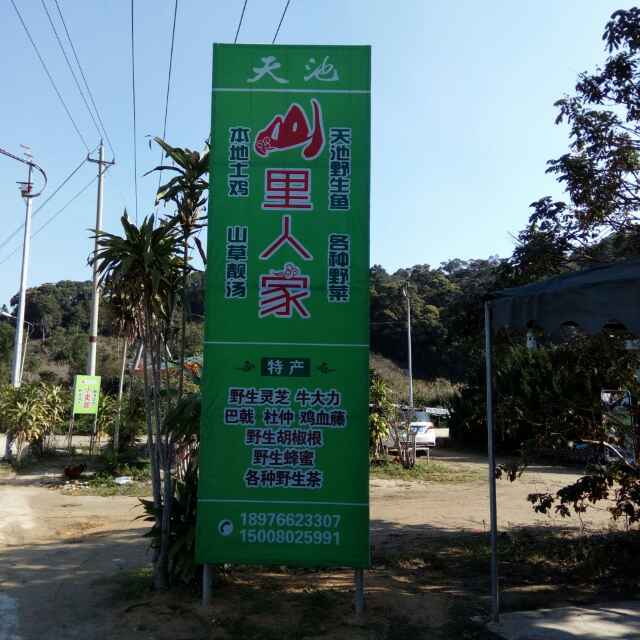 天池
山里人家
天池野生鱼
各种野菜
本地土鸡
山草靓汤
特产
野生灵芝 牛大力
巴戟 杜仲 鸡血藤
野生胡椒根
野生蜂蜜
各种野生茶
18976623307
15008025991